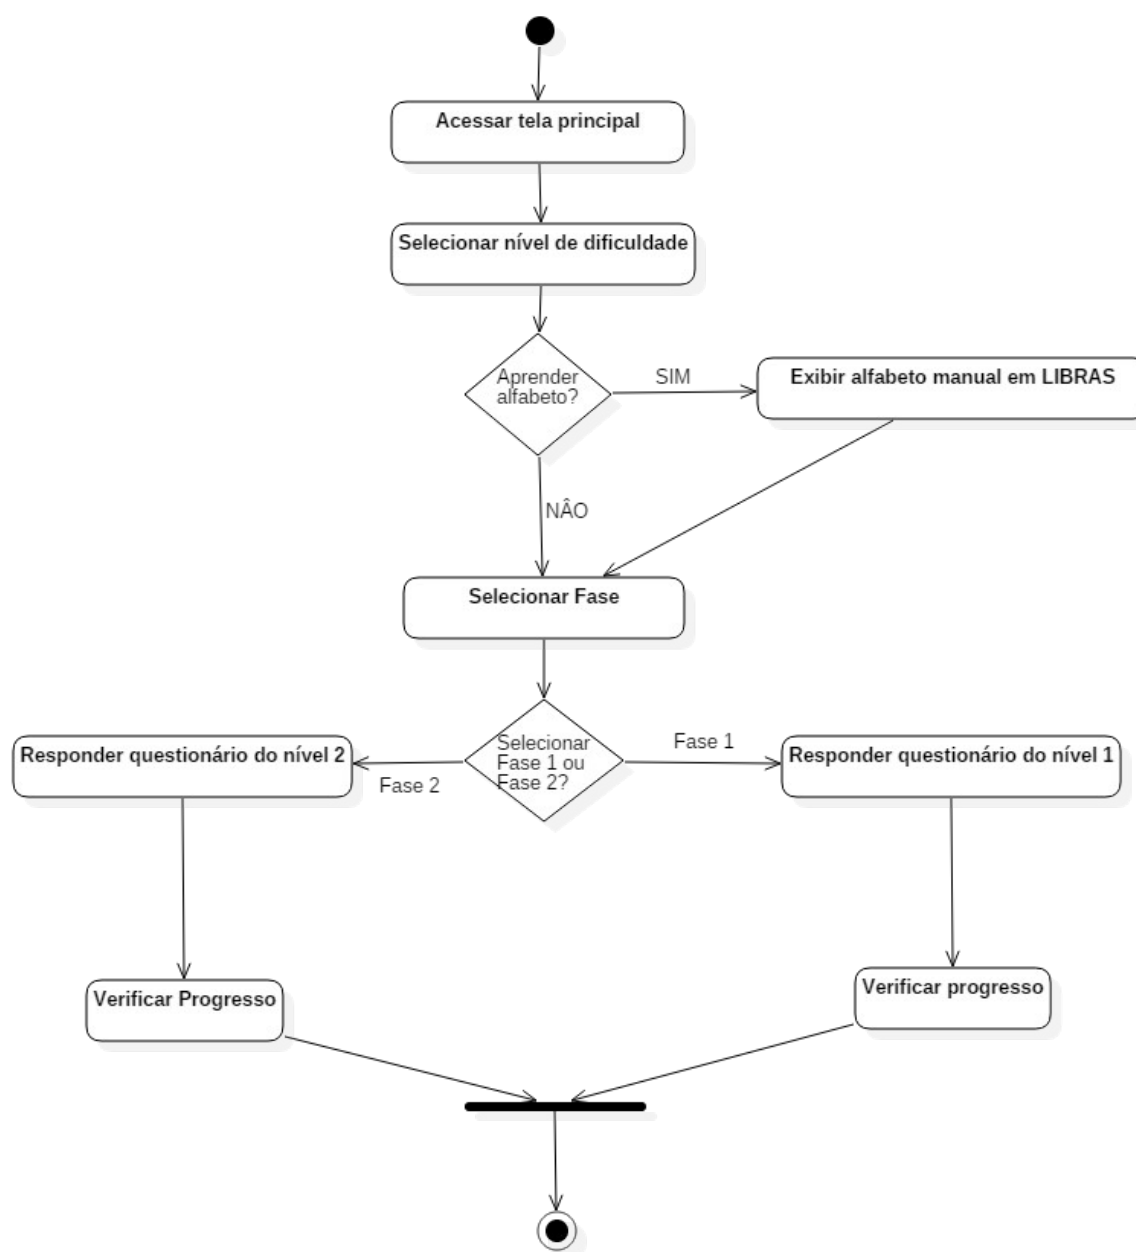 Acessar tela principal
Selecionar nível de dificuldade
Aprender
alfabeto?
SIM
Exibir alfabeto manual em LIBRAS
NÂO
Selecionar Fase
Selecionar
Fase 1 ou
Fase 2?
Fase 1
Fase 2
Responder questionário do nível 2
Responder questionário do nível 1
Verificar Progresso
Verificar progresso